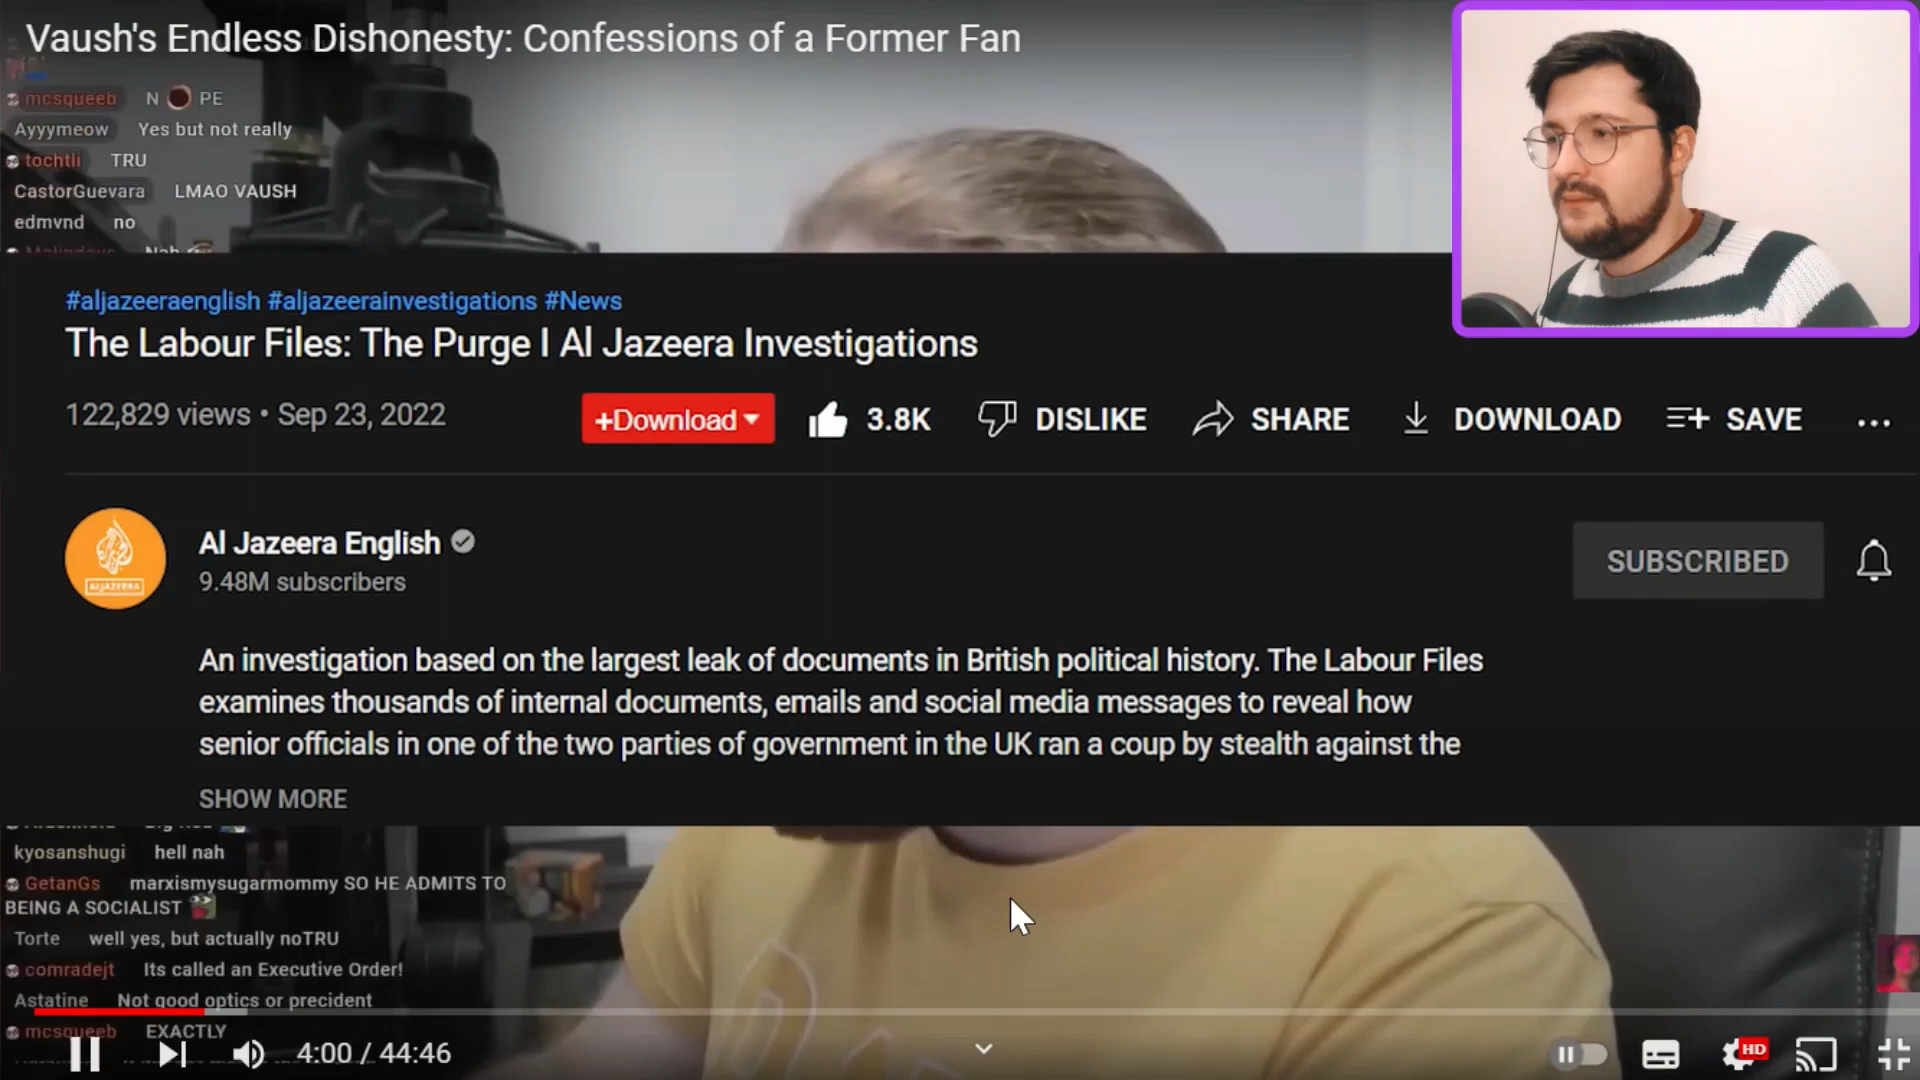 Vaush's Endless Dishonesty: Confessions of a Former Fan
mcsqueeb N PE
Ayyymeow Yes but not really
tochtli TRU
CastorGuevara LMAO VAUSH
edmvnd no
#aljazeeraenglish #aljazeerainvestigations #News
The Labour Files: The Purge I Al Jazeera Investigations
122,829 views • Sep 23, 2022
+Download
3.8K
DISLIKE
SHARE
DOWNLOAD
SAVE
ALJAZEERA
Al Jazeera English
9.48M subscribers
SUBSCRIBED
An investigation based on the largest leak of documents in British political history. The Labour Files
examines thousands of internal documents, emails and social media messages to reveal how
senior officials in one of the two parties of government in the UK ran a coup by stealth against the
SHOW MORE
kyosanshugi hell nah
GetanGs marxismysugarmommy SO HE ADMITS TO
BEING A SOCIALIST
Torte well yes, but actually noTRU
comradejt Its called an Executive Order!
Astatine Not good optics or precident
mcsqueeb EXACTLY
4:00 / 44:46
HD